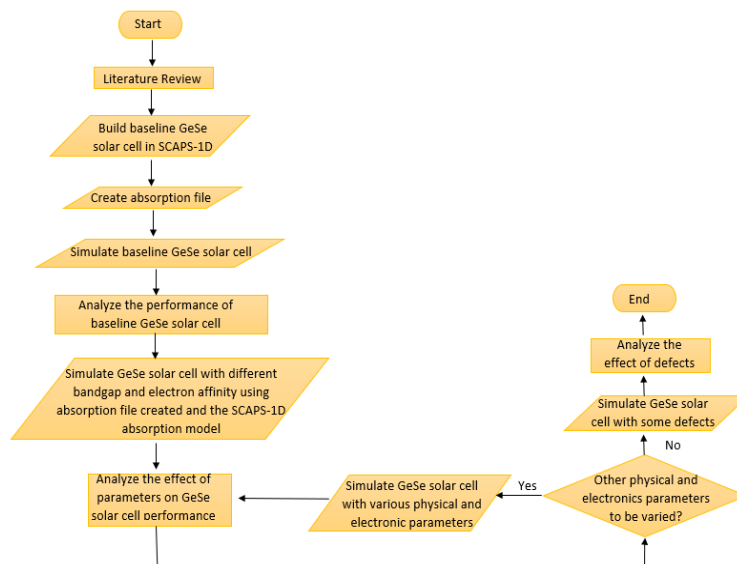 Start
Literature Review
Build baseline GeSe
solar cell in SCAPS-1D
Create absorption file
Simulate baseline GeSe solar cell
Analyze the performance of
baseline GeSe solar cell
Simulate GeSe solar cell with different
bandgap and electron affinity using
absorption file created and the SCAPS-1D
absorption model
Analyze the effect of
parameters on GeSe
solar cell performance
Simulate GeSe solar cell
with various physical and
electronic parameters
Yes
Other physical and
electronics parameters
to be varied?
No
Simulate GeSe solar
cell with some defects
Analyze the
effect of defects
End